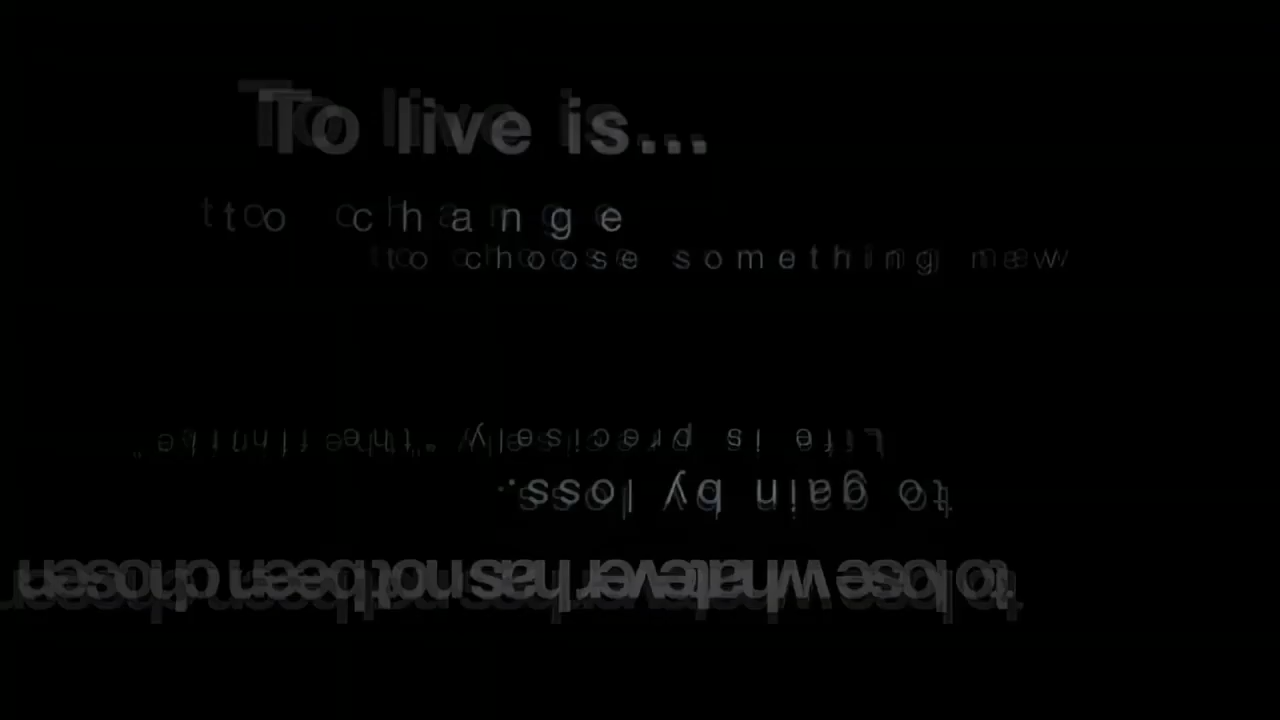 To live is...
to change
to choose something new
to lose whatever has not been chosen
to gain by loss.
Life is precisely "the finite"